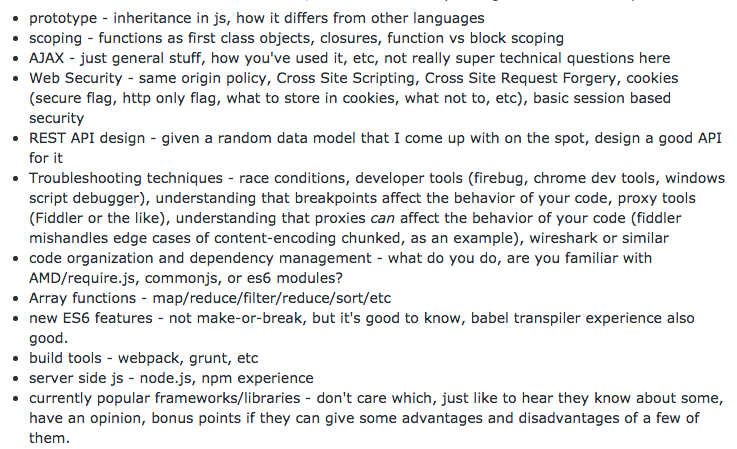 prototype - inheritance in js, how it differs from other languages
scoping - functions as first class objects, closures, function vs block scoping
AJAX - just general stuff, how you've used it, etc, not really super technical questions here
Web Security - same origin policy, Cross Site Scripting, Cross Site Request Forgery, cookies
(secure flag, http only flag, what to store in cookies, what not to, etc), basic session based
security
REST API design - given a random data model that I come up with on the spot, design a good API
for it
Troubleshooting techniques - race conditions, developer tools (firebug, chrome dev tools, windows
script debugger), understanding that breakpoints affect the behavior of your code, proxy tools
(Fiddler or the like), understanding that proxies can affect the behavior of your code (fiddler
mishandles edge cases of content-encoding chunked, as an example), wireshark or similar
code organization and dependency management - what do you do, are you familiar with
AMD/require.js, commonjs, or es6 modules?
Array functions - map/reduce/filter/reduce/sort/etc
new ES6 features - not make-or-break, but it's good to know, babel transpiler experience also
good.
build tools - webpack, grunt, etc
server side js - node.js, npm experience
currently popular frameworks/libraries - don't care which, just like to hear they know about some,
have an opinion, bonus points if they can give some advantages and disadvantages of a few of
them.